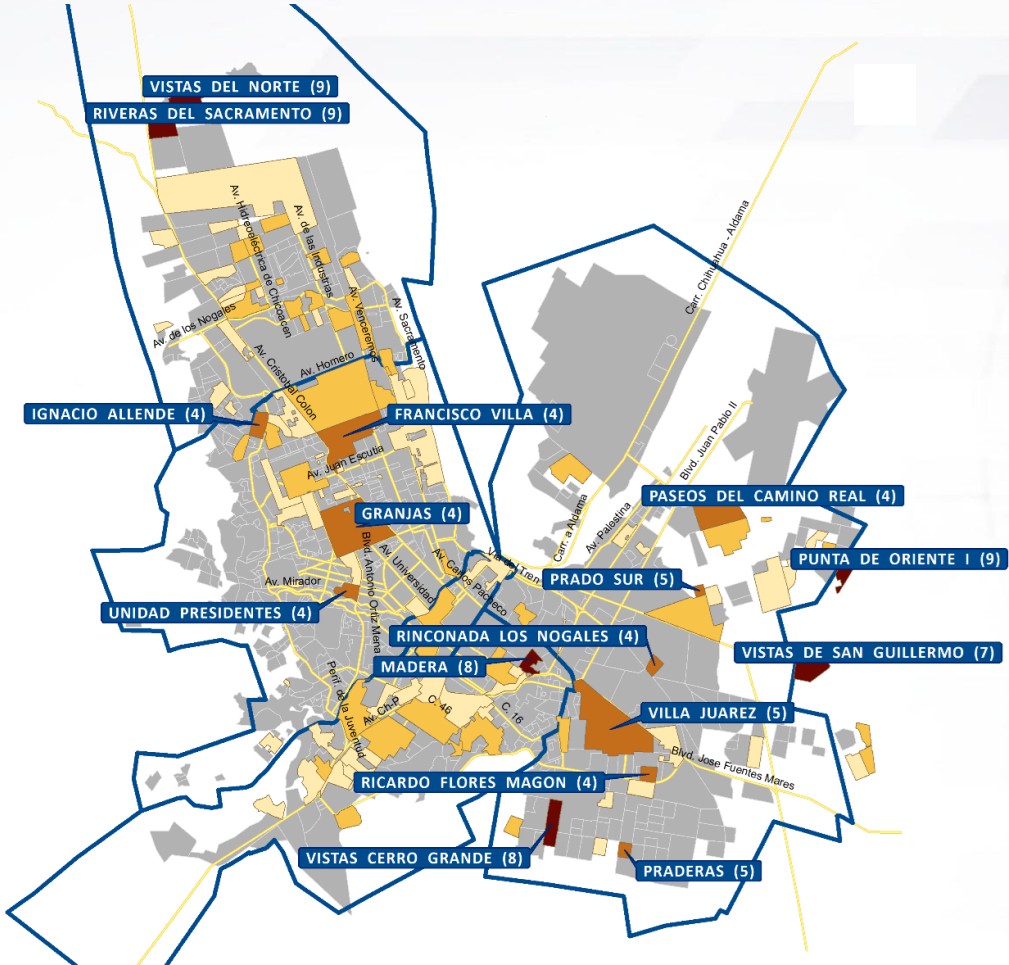 VISTAS DEL NORTE (9)
RIVERAS DEL SACRAMENTO (9)
Av. Hidreoaléctrica de Chicoacen
Av. de las Industrias
Carr. Chihuahua - Aldama
Av. Venceremos
Av. Sacramento
Av. de los Nogales
Av. Homero
Av. Cristobal Colon
IGNACIO ALLENDE (4)
FRANCISCO VILLA (4)
Blvd. Juan Pablo II
Av. Juan Escutia
PASEOS DEL CAMINO REAL (4)
GRANJAS (4)
Carr. a Aldama
Av. Palestina
Blvd. Antonio Ortiz Mena
Av. Universidad
Av. Carlos Pacheco
Via del Tren
PUNTA DE ORIENTE I (9)
Av. Mirador
PRADO SUR (5)
UNIDAD PRESIDENTES (4)
RINCONADA LOS NOGALES (4)
VISTAS DE SAN GUILLERMO (7)
MADERA (8)
Perif. de la Juventud
Av. Ch-P
C. 46
C. 16
VILLA JUAREZ (5)
Blvd. Jose Fuentes Mares
RICARDO FLORES MAGON (4)
VISTAS CERRO GRANDE (8)
PRADERAS (5)